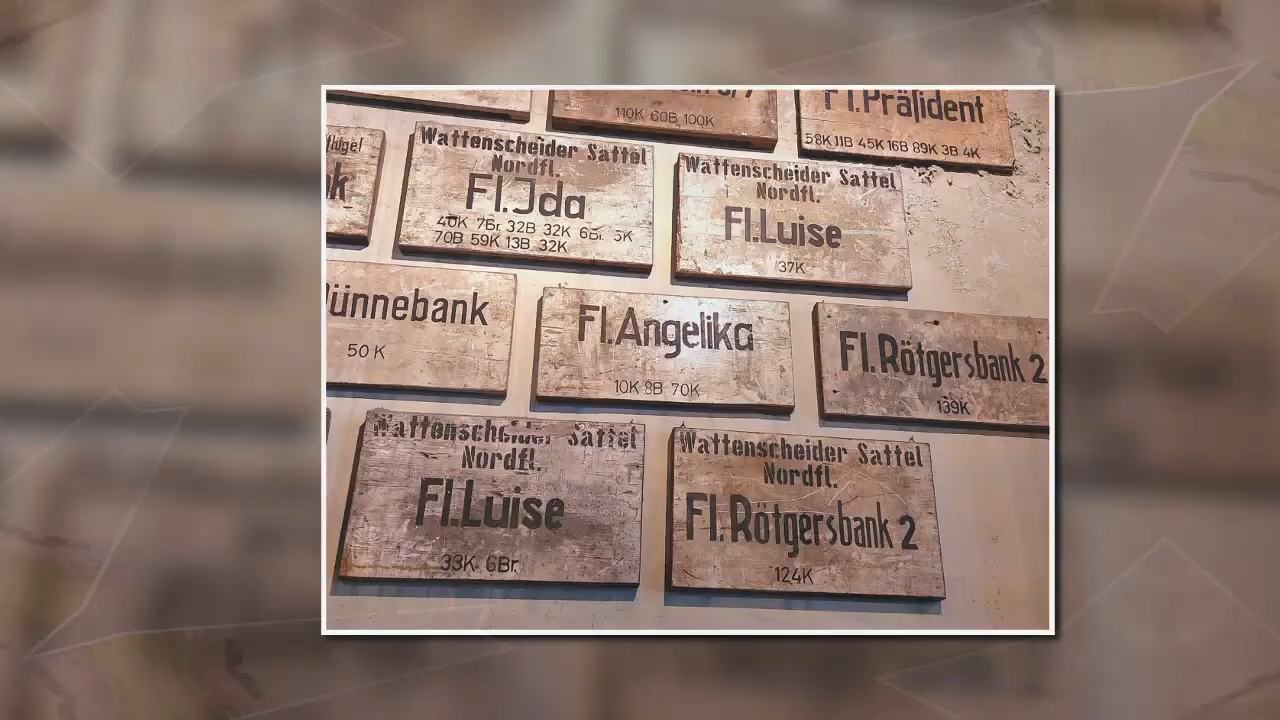 110K 60B 100K
Fl.Präſident
58K 11B 45K 16B 89K 3B 4K
Wattenscheider Sattel
Nordfl.
Fl.Jda
40K 7Br. 32B 32K 6Br. 5K
70B 59K 13B 32K
Wattenscheider Sattel
Nordfl.
Fl.Luise
37K
ünnebank
50 K
Fl.Angelika
10K 8B 70K
Fl.Rötgersbank 2
139K
Wattenscheider Sattel
Nordfl.
Fl.Luise
33K 6Br.
Wattenscheider Sattel
Nordfl.
Fl.Rötgersbank 2
124K